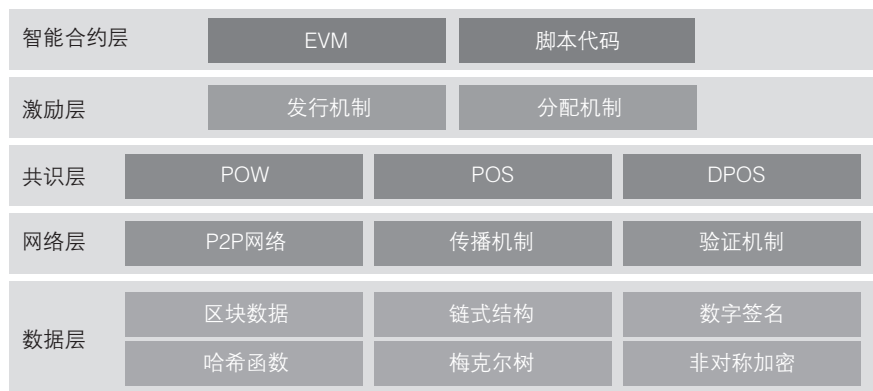 智能合约层 EVM 脚本代码
激励层 发行机制 分配机制
共识层 POW POS DPOS
网络层 P2P网络 传播机制 验证机制
数据层
区块数据 链式结构 数字签名
哈希函数 梅克尔树 非对称加密